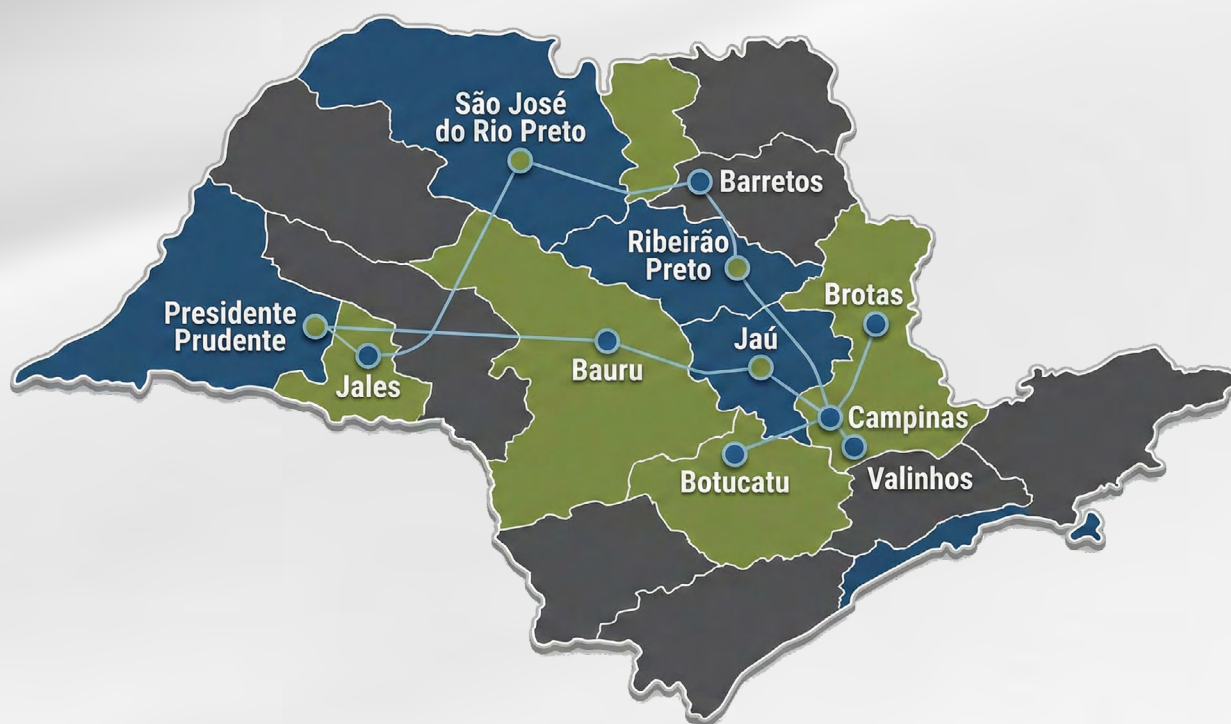 São José
do Rio Preto
Barretos
Ribeirão
Preto
Brotas
Presidente
Prudente
Jaú
Bauru
Jales
Campinas
Valinhos
Botucatu